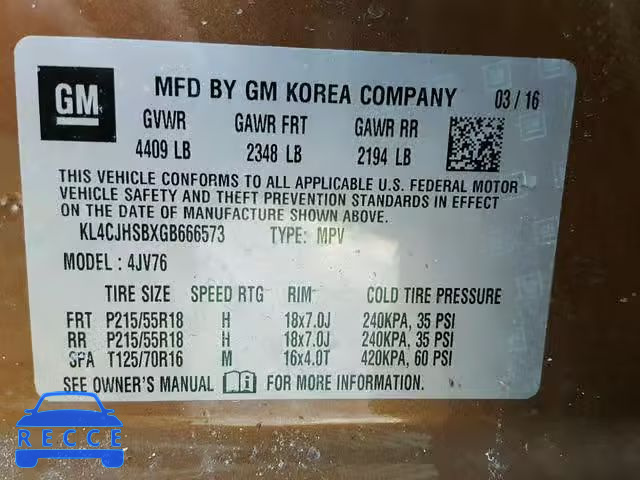 GM
MFD BY GM KOREA COMPANY 03 / 16
GVWR GAWR FRT GAWR RR
4409 LB 2348 LB 2194 LB
THIS VEHICLE CONFORMS TO ALL APPLICABLE U.S. FEDERAL MOTOR
VEHICLE SAFETY AND THEFT PREVENTION STANDARDS IN EFFECT
ON THE DATE OF MANUFACTURE SHOWN ABOVE.
KL4CJHSBXGB666573 TYPE: MPV
MODEL : 4JV76
TIRE SIZE SPEED RTG RIM COLD TIRE PRESSURE
FRT P215/55R18 H 18x7.0J 240KPA, 35 PSI
RR P215/55R18 H 18x7.0J 240KPA, 35 PSI
SPA T125/70R16 M 16x4.0T 420KPA, 60 PSI
SEE OWNER'S MANUAL FOR MORE INFORMATION.
RECCE